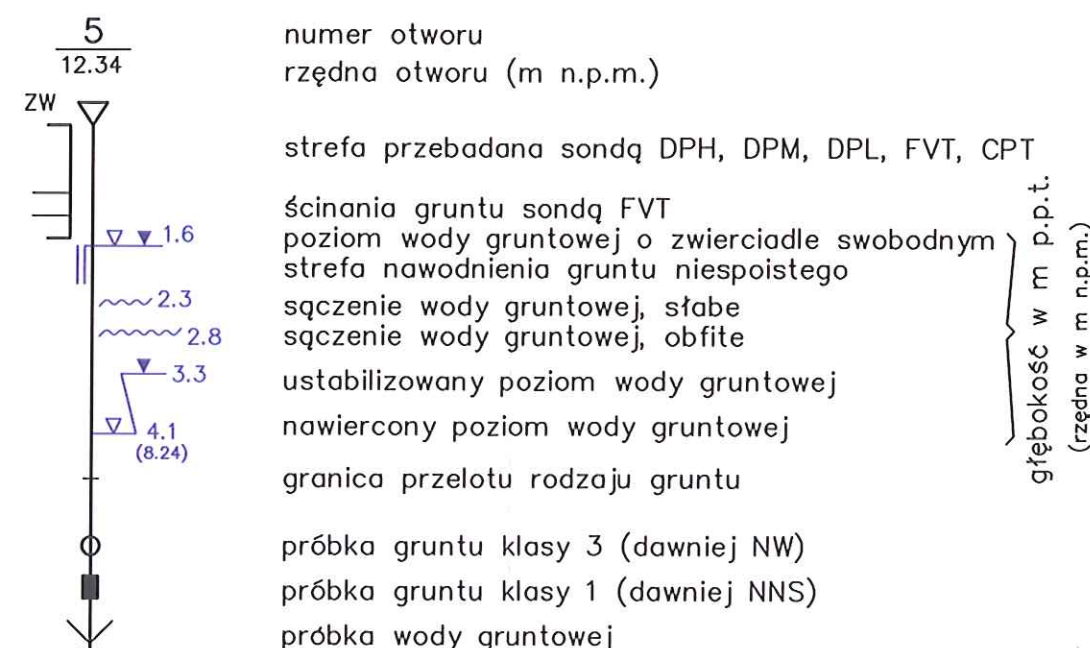 5
12.34
numer otworu
rzędna otworu (m n.p.m.)
ZW
strefa przebadana sondą DPH, DPM, DPL, FVT, CPT
ścinania gruntu sondą FVT
1.6
poziom wody gruntowej o zwierciadle swobodnym
strefa nawodnienia gruntu niespoistego
2.3
sączenie wody gruntowej, słabe
2.8
sączenie wody gruntowej, obfite
3.3
ustabilizowany poziom wody gruntowej
4.1
(8.24)
nawiercony poziom wody gruntowej
głębokość w m p.p.t.
(rzędna w m n.p.m.)
granica przelotu rodzaju gruntu
próbka gruntu klasy 3 (dawniej NW)
próbka gruntu klasy 1 (dawniej NNS)
próbka wody gruntowej